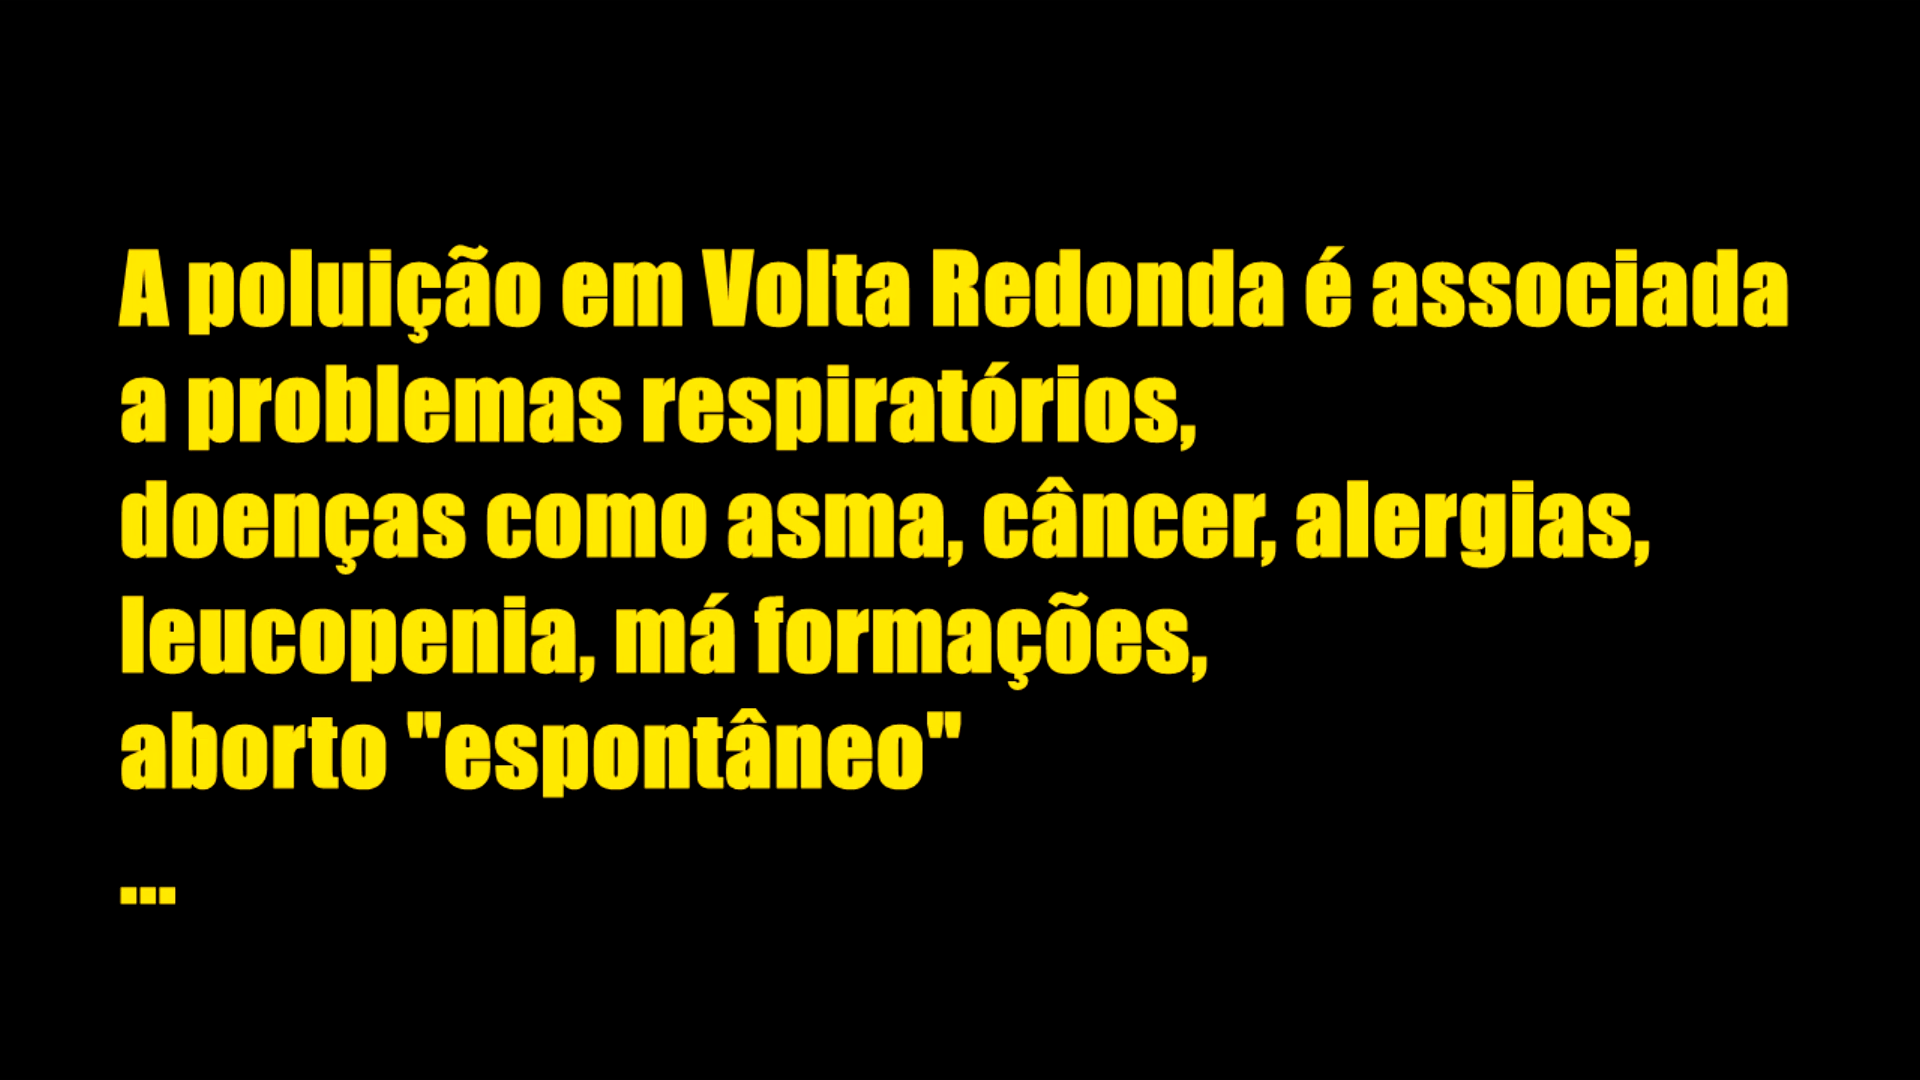 A poluição em Volta Redonda é associada
a problemas respiratórios,
doenças como asma, câncer, alergias,
leucopenia, má formações,
aborto "espontâneo"
...